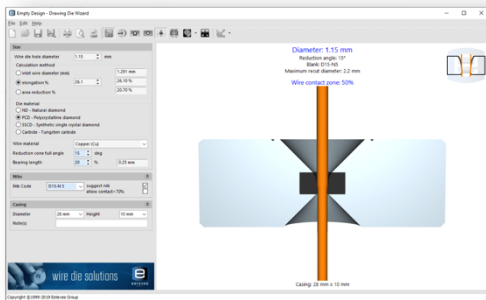 Empty Design - Drawing Die Wizard
File Edit Help
Size
Wire die hole diameter 1.15 mm
Calculation method
inlet wire diameter (mm) 1.291 mm
elongation % 26.1 26.10 %
area reduction % 20.70 %
Die material
ND - Natural diamond
PCD - Polycrystalline diamond
SSCD - Synthetic single crystal diamond
Carbide - Tungsten carbide
Wire material Copper (Cu)
Reduction cone full angle 15 deg
Bearing length 20 % 0.23 mm
Nibs
Nib Code D15-N5 suggest nib
allow contact<70%
Casing
Diameter 28 mm Height 10 mm
Note(s)
wire die solutions
ESTEVES
Copyright ©1999-2019 Esteves Group
Diameter: 1.15 mm
Reduction angle: 15°
Blank: D15-N5
Maximum recut diameter: 2.2 mm
Wire contact zone: 50%
Casing: 28 mm x 10 mm